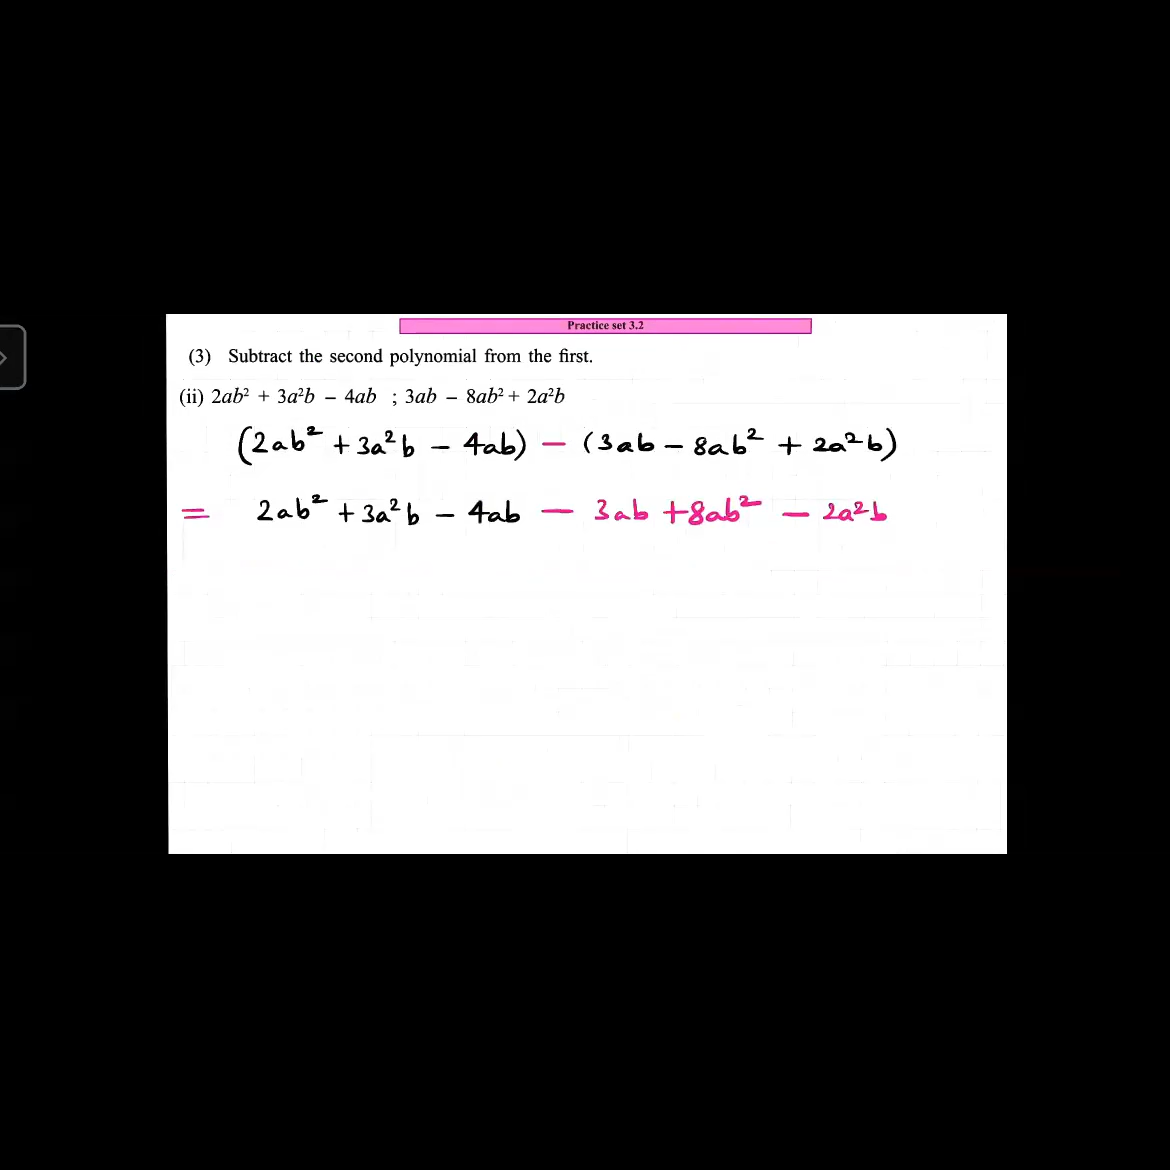 Practice set 3.2
(3) Subtract the second polynomial from the first.
(ii) 2ab² + 3a²b – 4ab ; 3ab – 8ab² + 2a²b
(2ab² + 3a²b – 4ab) – (3ab – 8ab² + 2a²b)
= 2ab² + 3a²b – 4ab – 3ab + 8ab² – 2a²b